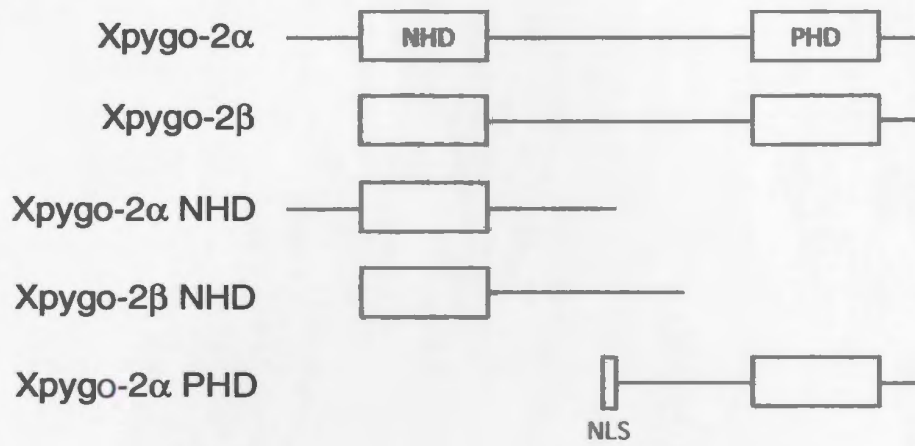 Xpygo-2α NHD PHD
Xpygo-2β
Xpygo-2α NHD
Xpygo-2β NHD
Xpygo-2α PHD
NLS